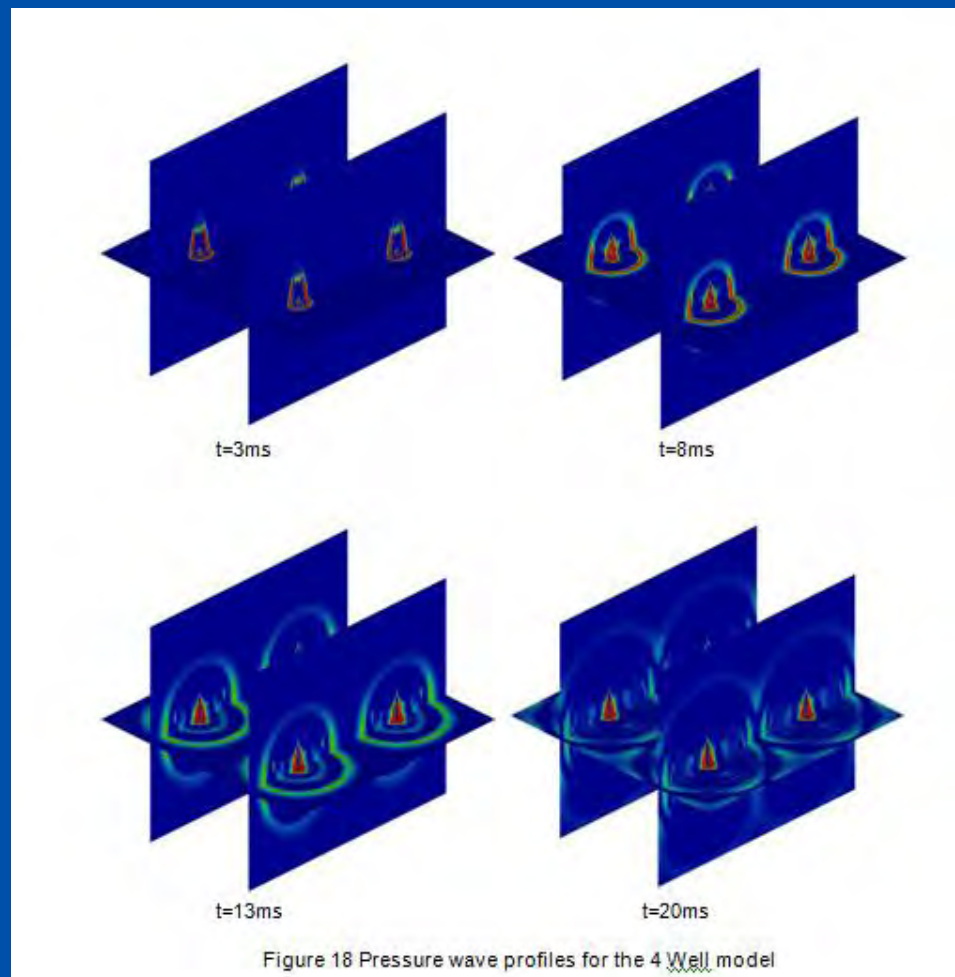 t=3ms
t=8ms
t=13ms
t=20ms
Figure 18 Pressure wave profiles for the 4 Well model